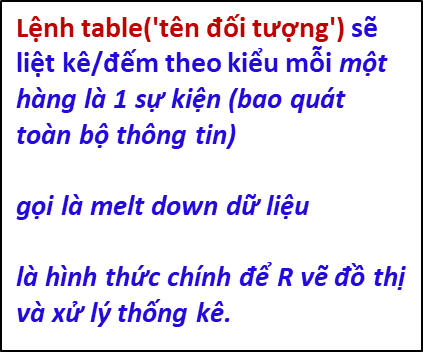 Lệnh table('tên đối tượng') sẽ
liệt kê/đếm theo kiểu mỗi một
hàng là 1 sự kiện (bao quát
toàn bộ thông tin)
gọi là melt down dữ liệu
là hình thức chính để R vẽ đồ thị
và xử lý thống kê.